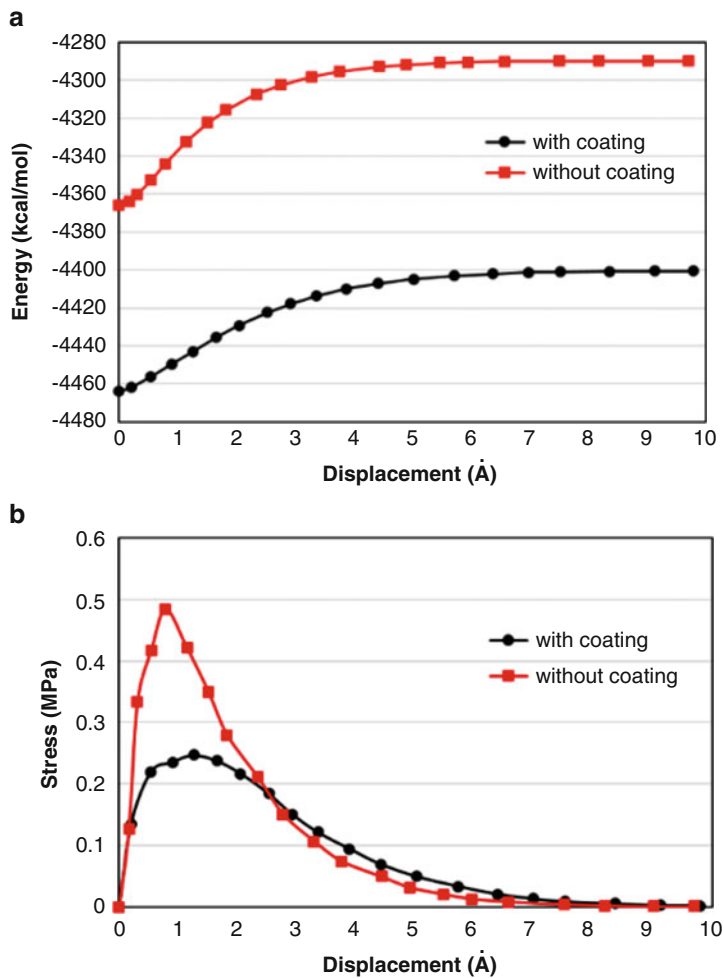 a
-4280
-4300
-4320
-4340
-4360
-4380
-4400
-4420
-4440
-4460
-4480
Energy (kcal/mol)
with coating
without coating
0 1 2 3 4 5 6 7 8 9 10
Displacement (Ȧ)
b
0.6
0.5
0.4
0.3
0.2
0.1
0
Stress (MPa)
with coating
without coating
0 1 2 3 4 5 6 7 8 9 10
Displacement (Ȧ)